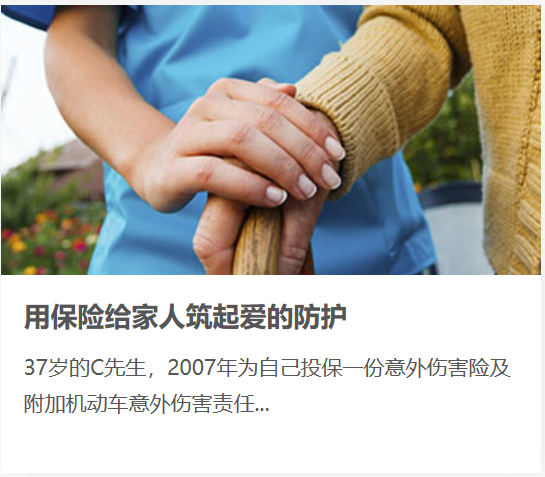 用保险给家人筑起爱的防护
37岁的C先生，2007年为自己投保一份意外伤害险及
附加机动车意外伤害责任...